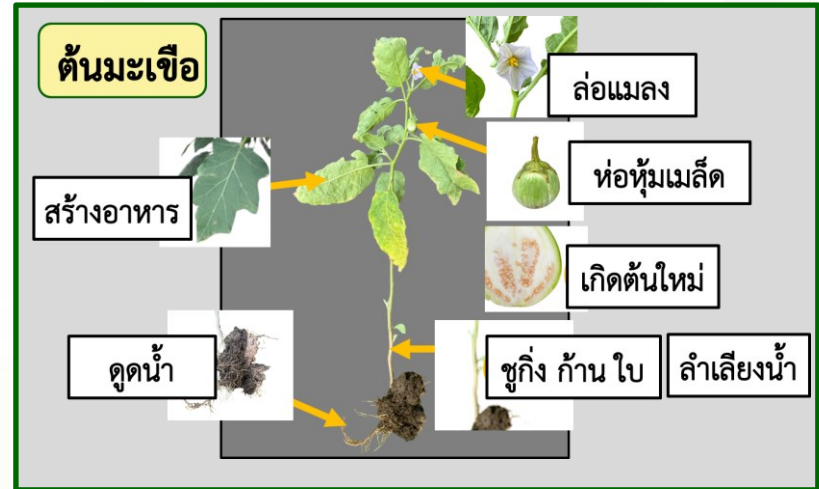 ต้นมะเขือ
ล่อแมลง
ห่อหุ้มเมล็ด
สร้างอาหาร
เกิดต้นใหม่
ดูดน้ำ
ชูกิ่ง ก้าน ใบ
ลำเลียงน้ำ